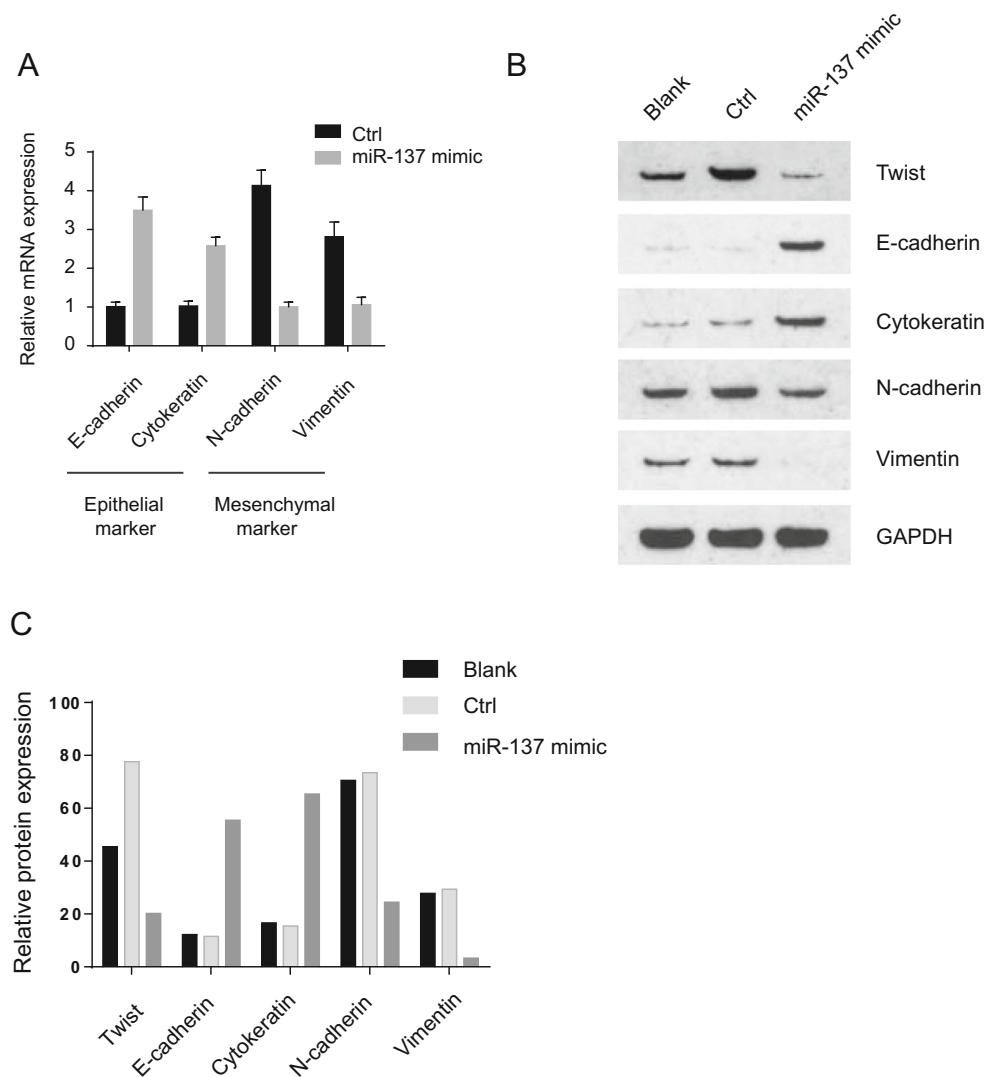 A
Ctrl
miR-137 mimic
Relative mRNA expression
5
4
3
2
1
0
E-cadherin
Cytokeratin
N-cadherin
Vimentin
Epithelial
marker
Mesenchymal
marker
B
Blank
Ctrl
miR-137 mimic
Twist
E-cadherin
Cytokeratin
N-cadherin
Vimentin
GAPDH
C
Blank
Ctrl
miR-137 mimic
Relative protein expression
100
80
60
40
20
0
Twist
E-cadherin
Cytokeratin
N-cadherin
Vimentin